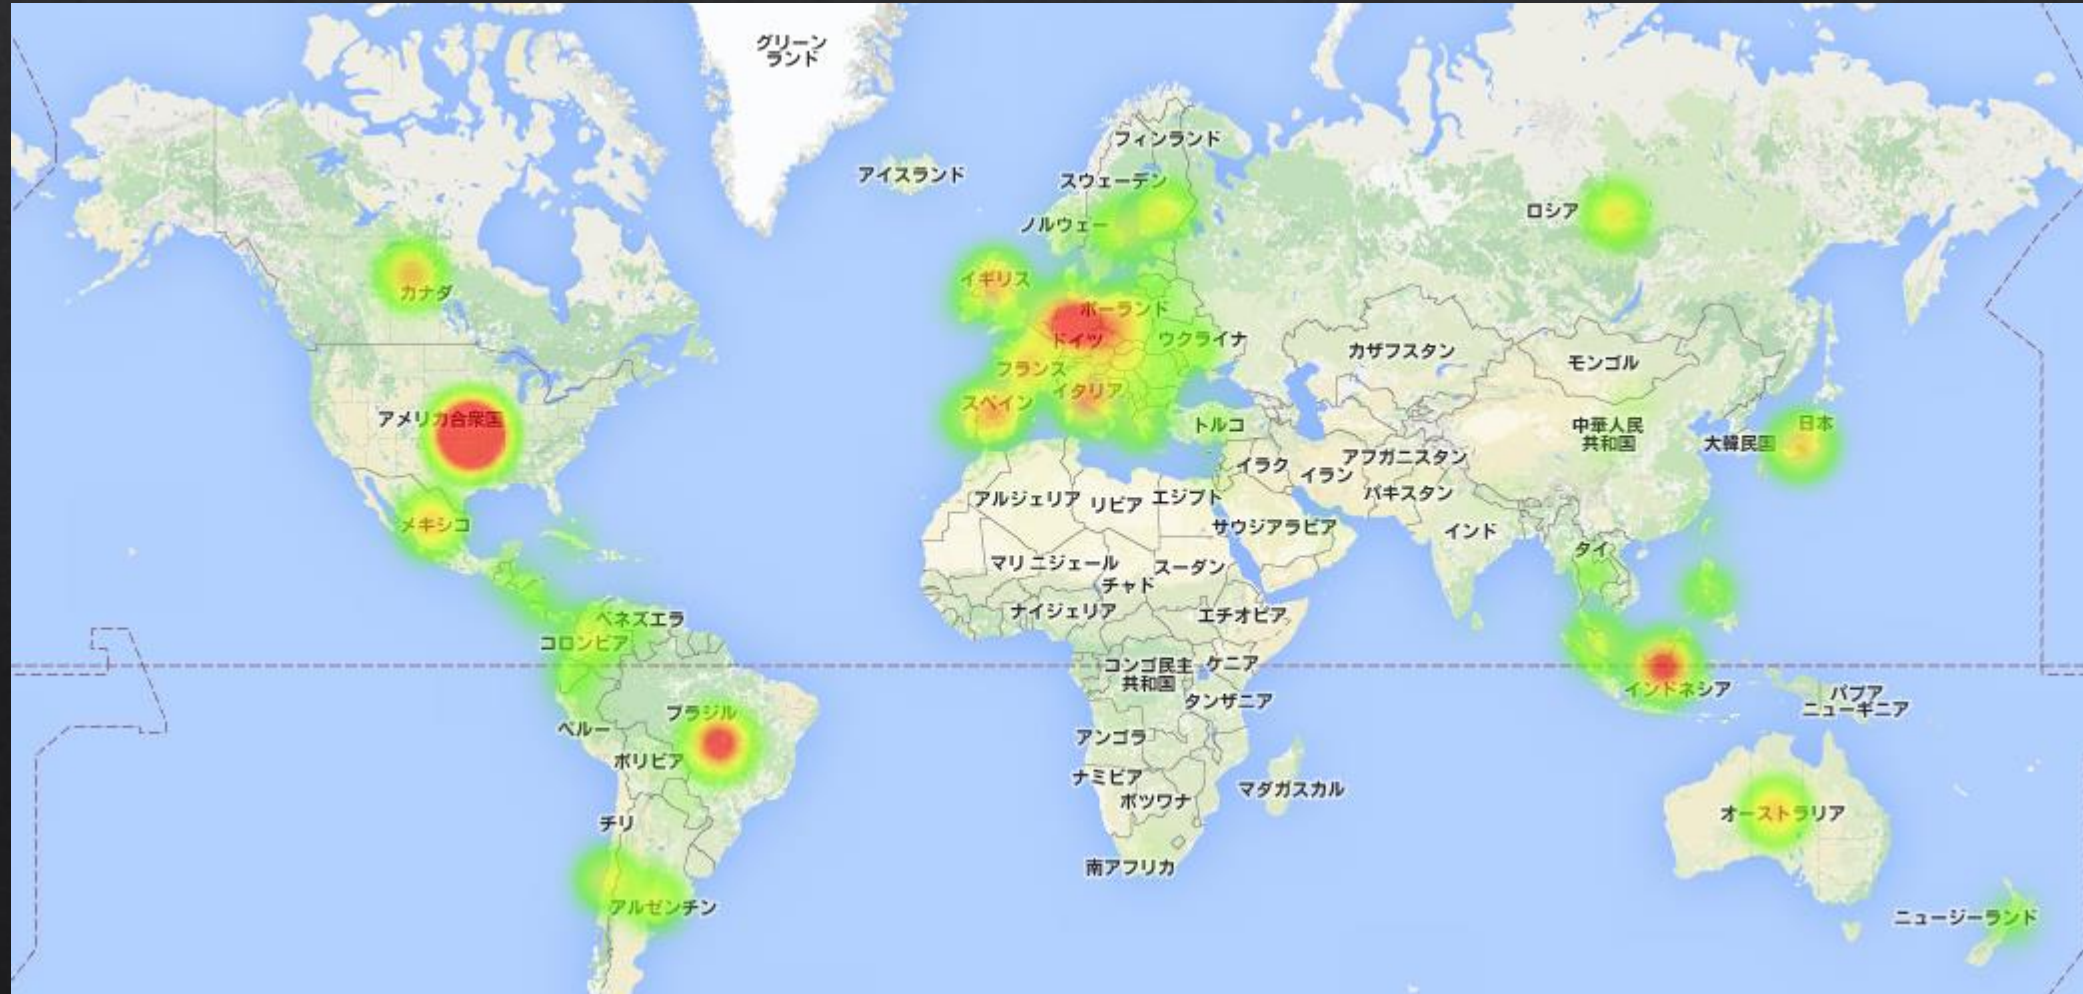 グリーン
ランド
フィンランド
アイスランド
スウェーデン
ノルウェー
ロシア
カナダ
イギリス
ポーランド
ドイツ
ウクライナ
フランス
カザフスタン
モンゴル
イタリア
スペイン
アメリカ合衆国
トルコ
中華人民
共和国
大韓民国
日本
イラク
イラン
アフガニスタン
パキスタン
アルジェリア
リビア
エジプト
メキシコ
サウジアラビア
インド
タイ
マリ
ニジェール
スーダン
チャド
ナイジェリア
エチオピア
ベネズエラ
コロンビア
コンゴ民主
共和国
ケニア
インドネシア
タンザニア
パプア
ニューギニア
ブラジル
ペルー
アンゴラ
ボリビア
ナミビア
ボツワナ
マダガスカル
オーストラリア
チリ
南アフリカ
アルゼンチン
ニュージーランド